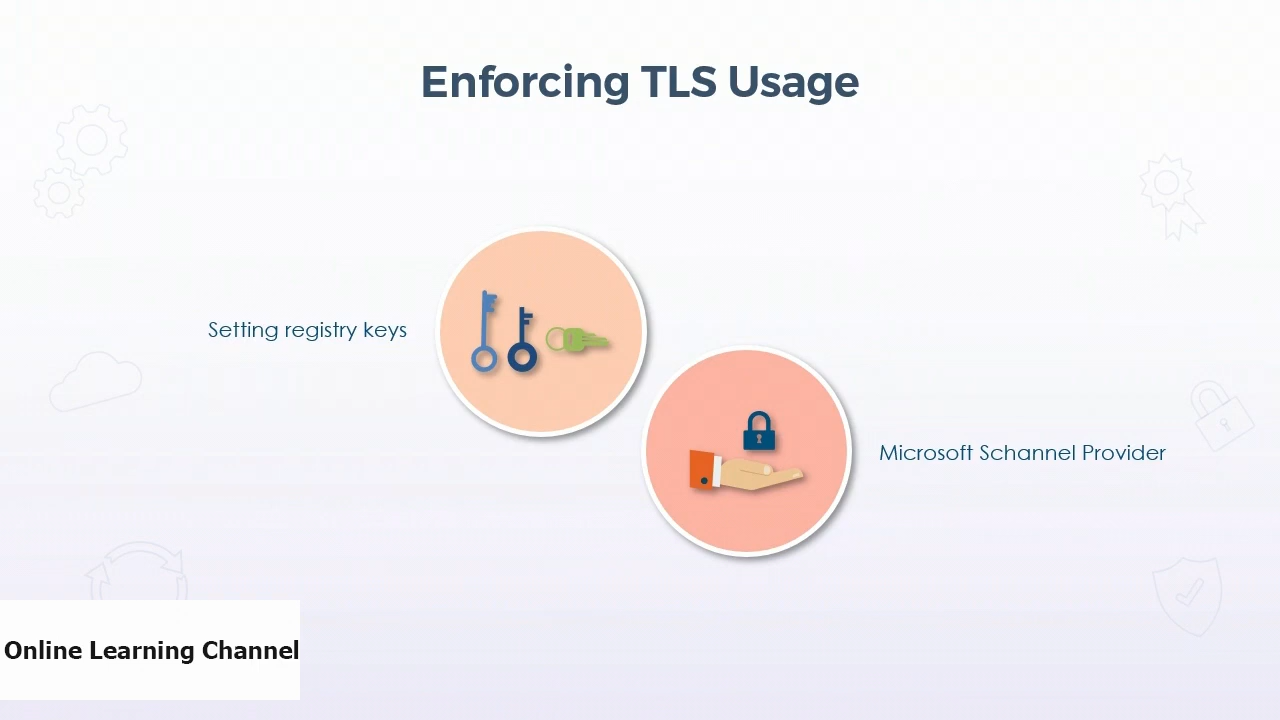 Enforcing TLS Usage
Setting registry keys
Microsoft Schannel Provider
Online Learning Channel